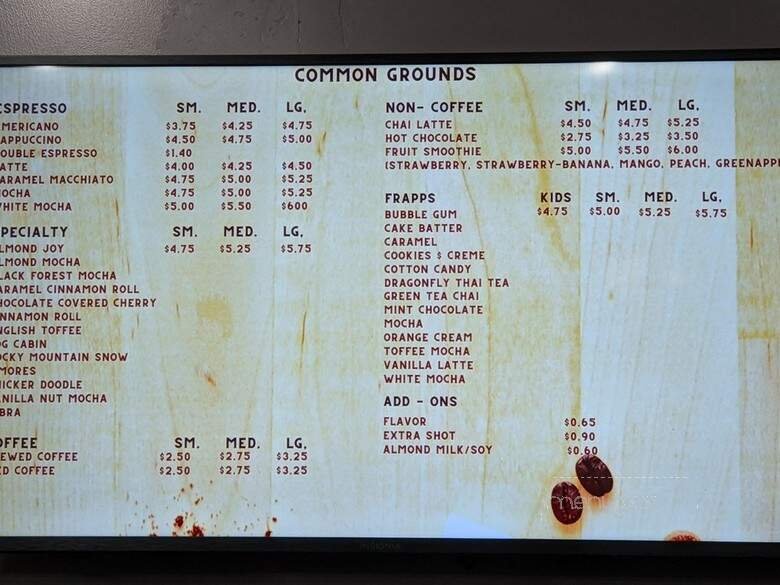 COMMON GROUNDS
ESPRESSO SM. MED. LG.
MERICANO $3.75 $4.25 $4.75
APPUCCINO $4.50 $4.75 $5.00
OUBLE ESPRESSO $1.40
ATTE $4.00 $4.25 $4.50
ARAMEL MACCHIATO $4.75 $5.00 $5.25
OCHA $4.75 $5.00 $5.25
HITE MOCHA $5.00 $5.50 $600
PECIALTY SM. MED. LG.
LMOND JOY $4.75 $5.25 $5.75
LMOND MOCHA
LACK FOREST MOCHA
ARAMEL CINNAMON ROLL
HOCOLATE COVERED CHERRY
INNAMON ROLL
NGLISH TOFFEE
OG CABIN
OCKY MOUNTAIN SNOW
MORES
NICKER DOODLE
ANILLA NUT MOCHA
BRA
OFFEE SM. MED. LG.
EWED COFFEE $2.50 $2.75 $3.25
ED COFFEE $2.50 $2.75 $3.25
NON- COFFEE SM. MED. LG.
CHAI LATTE $4.50 $4.75 $5.25
HOT CHOCOLATE $2.75 $3.25 $3.50
FRUIT SMOOTHIE $5.00 $5.50 $6.00
(STRAWBERRY, STRAWBERRY-BANANA, MANGO, PEACH, GREENAPP
FRAPPS KIDS SM. MED. LG.
BUBBLE GUM $4.75 $5.00 $5.25 $5.75
CAKE BATTER
CARAMEL
COOKIES $ CREME
COTTON CANDY
DRAGONFLY THAI TEA
GREEN TEA CHAI
MINT CHOCOLATE
MOCHA
ORANGE CREAM
TOFFEE MOCHA
VANILLA LATTE
WHITE MOCHA
ADD - ONS
FLAVOR $0.65
EXTRA SHOT $0.90
ALMOND MILK/SOY $0.60
INSIGNIA